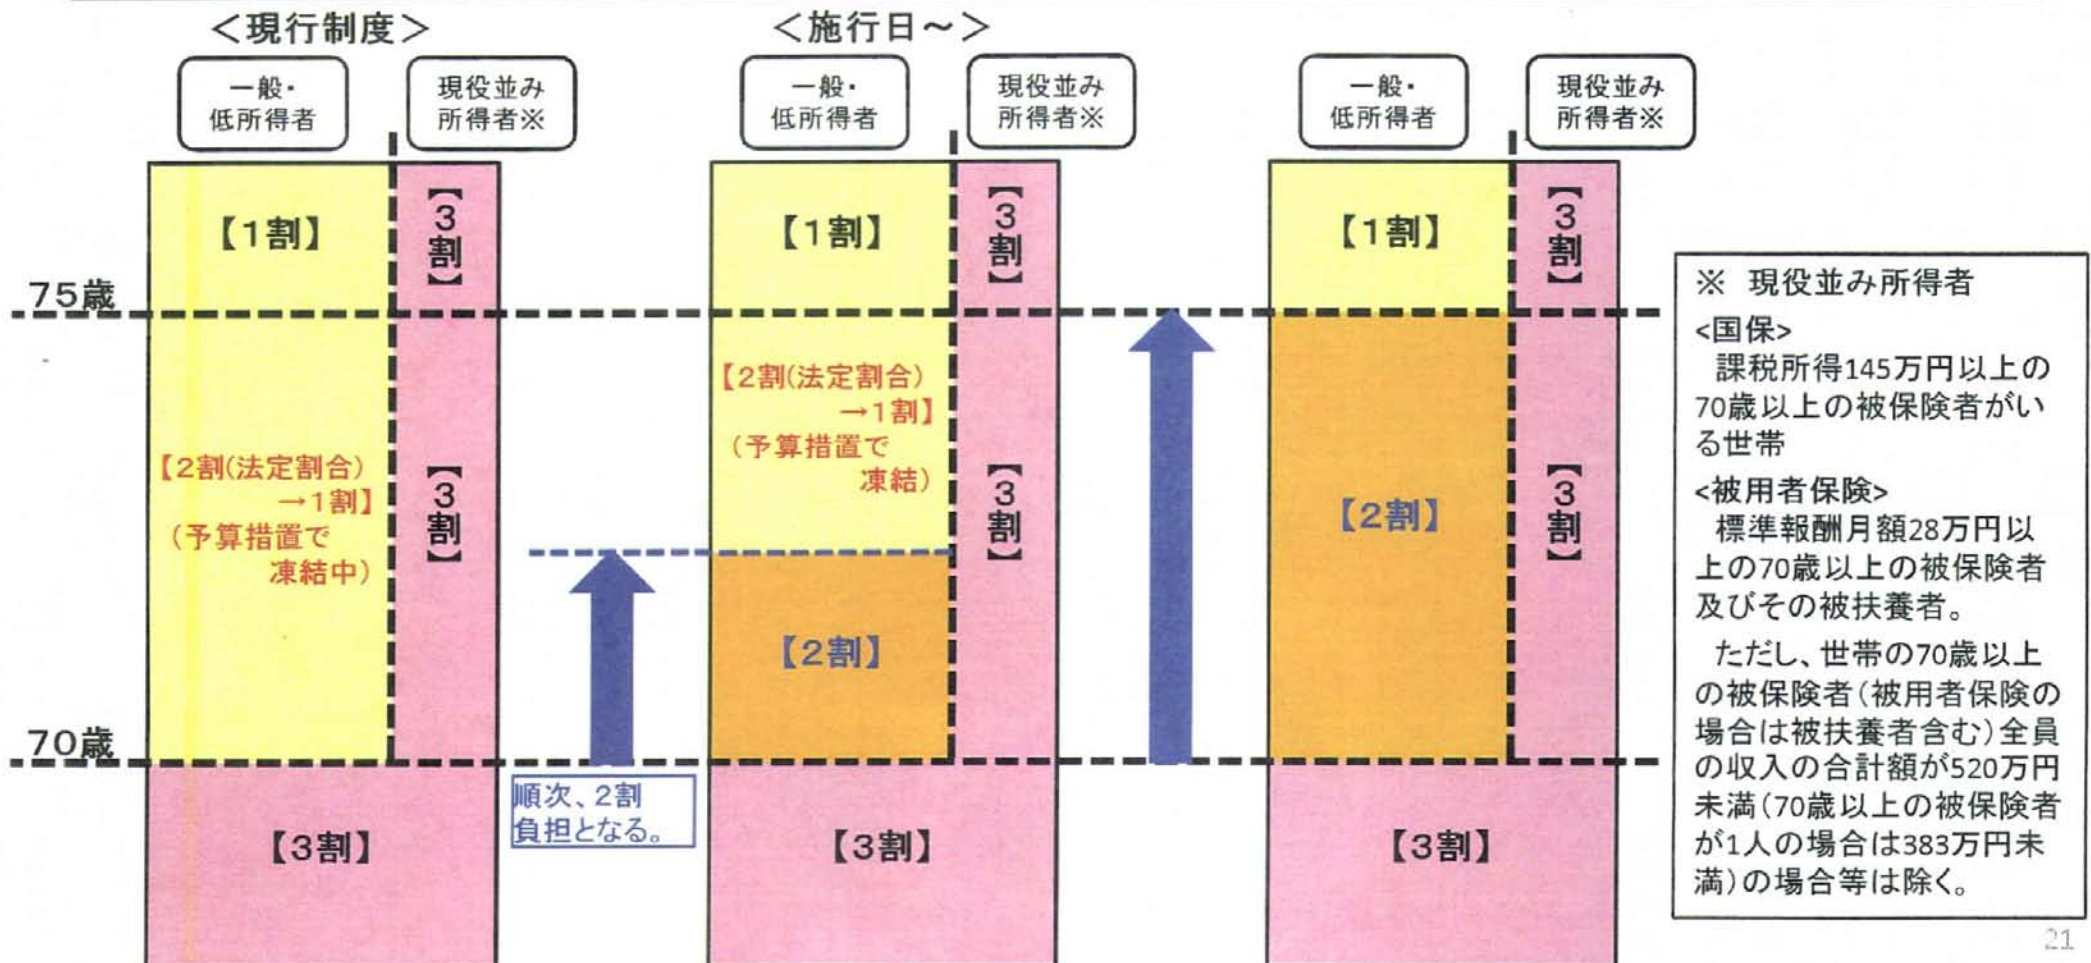 ＜現行制度＞
＜施行日～＞
一般・
低所得者
現役並み
所得者※
一般・
低所得者
現役並み
所得者※
一般・
低所得者
現役並み
所得者※
75歳
70歳
【1割】
【3割】
【2割(法定割合)
→1割】
(予算措置で
凍結中)
【3割】
【3割】
順次、2割
負担となる。
【1割】
【3割】
【2割(法定割合)
→1割】
(予算措置で
凍結)
【3割】
【2割】
【3割】
【1割】
【3割】
【2割】
【3割】
【3割】
※ 現役並み所得者
<国保>
課税所得145万円以上の
70歳以上の被保険者がい
る世帯
<被用者保険>
標準報酬月額28万円以
上の70歳以上の被保険者
及びその被扶養者。
ただし、世帯の70歳以上
の被保険者(被用者保険の
場合は被扶養者含む)全員
の収入の合計額が520万円
未満(70歳以上の被保険者
が1人の場合は383万円未
満)の場合等は除く。
21